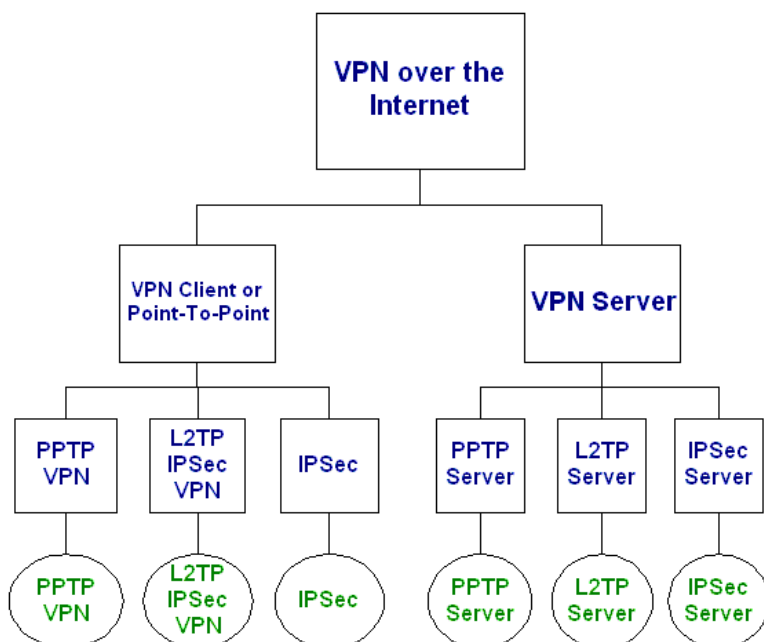 VPN over the
Internet
VPN Client or
Point-To-Point
VPN Server
PPTP
VPN
L2TP
IPSec
VPN
IPSec
PPTP
Server
L2TP
Server
IPSec
Server
PPTP
VPN
L2TP
IPSec
VPN
IPSec
PPTP
Server
L2TP
Server
IPSec
Server